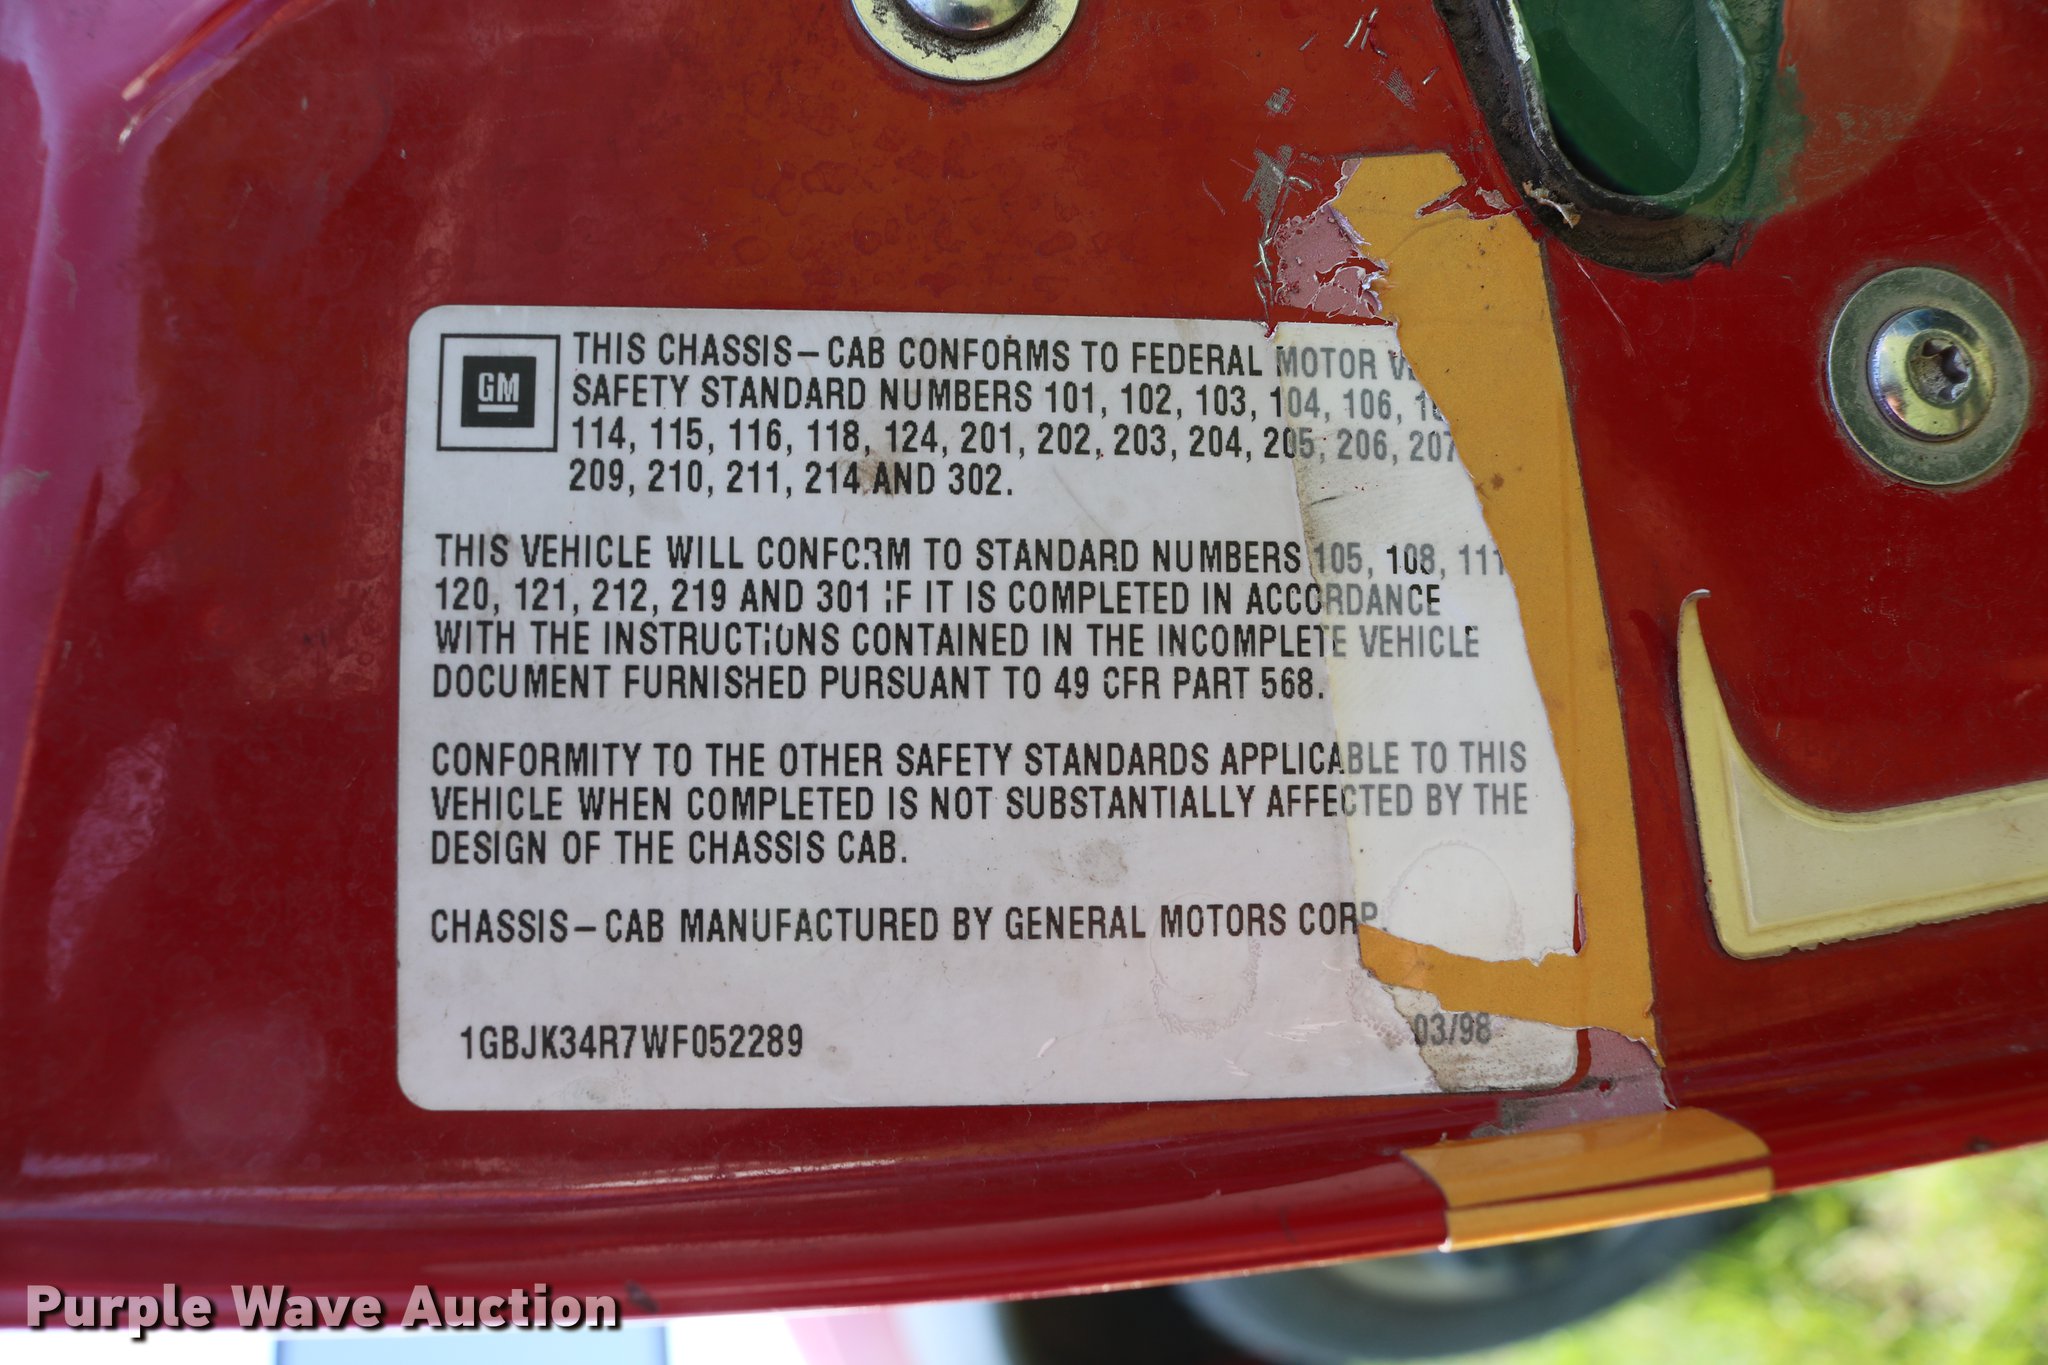 GM
THIS CHASSIS-CAB CONFORMS TO FEDERAL MOTOR
SAFETY STANDARD NUMBERS 101, 102, 103, 104, 106,
114, 115, 116, 118, 124, 201, 202, 203, 204, 205, 206, 207
209, 210, 211, 214 AND 302.
THIS VEHICLE WILL CONFORM TO STANDARD NUMBERS 105, 108, 111
120, 121, 212, 219 AND 301 IF IT IS COMPLETED IN ACCORDANCE
WITH THE INSTRUCTIONS CONTAINED IN THE INCOMPLETE VEHICLE
DOCUMENT FURNISHED PURSUANT TO 49 CFR PART 568.
CONFORMITY TO THE OTHER SAFETY STANDARDS APPLICABLE TO THIS
VEHICLE WHEN COMPLETED IS NOT SUBSTANTIALLY AFFECTED BY THE
DESIGN OF THE CHASSIS CAB.
CHASSIS-CAB MANUFACTURED BY GENERAL MOTORS CORP
1GBJK34R7WF052289 03/98
Purple Wave Auction